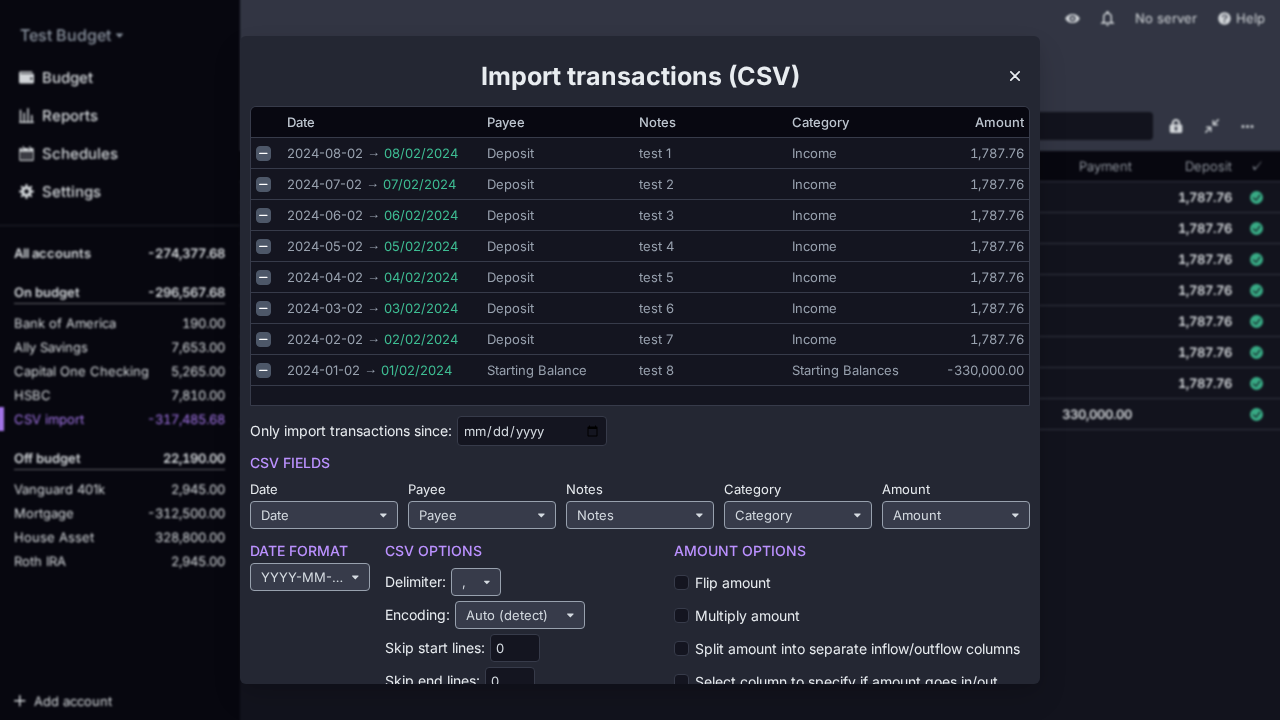 Test Budget
Budget
Reports
Schedules
Settings
All accounts -274,377.68
On budget -296,567.68
Bank of America 190.00
Ally Savings 7,653.00
Capital One Checking 5,265.00
HSBC 7,810.00
CSV import -317,485.68
Off budget 22,190.00
Vanguard 401k 2,945.00
Mortgage -312,500.00
House Asset 328,800.00
Roth IRA 2,945.00
+ Add account
No server Help
Import transactions (CSV)
Date Payee Notes Category Amount
2024-08-02 → 08/02/2024 Deposit test 1 Income 1,787.76
2024-07-02 → 07/02/2024 Deposit test 2 Income 1,787.76
2024-06-02 → 06/02/2024 Deposit test 3 Income 1,787.76
2024-05-02 → 05/02/2024 Deposit test 4 Income 1,787.76
2024-04-02 → 04/02/2024 Deposit test 5 Income 1,787.76
2024-03-02 → 03/02/2024 Deposit test 6 Income 1,787.76
2024-02-02 → 02/02/2024 Deposit test 7 Income 1,787.76
2024-01-02 → 01/02/2024 Starting Balance test 8 Starting Balances -330,000.00
Only import transactions since: mm/dd/yyyy
CSV FIELDS
Date Payee Notes Category Amount
Date Payee Notes Category Amount
DATE FORMAT CSV OPTIONS AMOUNT OPTIONS
YYYY-MM-...
Delimiter: ,
Encoding: Auto (detect)
Skip start lines: 0
Skip end lines: 0
Flip amount
Multiply amount
Split amount into separate inflow/outflow columns
Select column to specify if amount goes in/out
Payment Deposit ✓
1,787.76
1,787.76
1,787.76
1,787.76
1,787.76
1,787.76
1,787.76
330,000.00